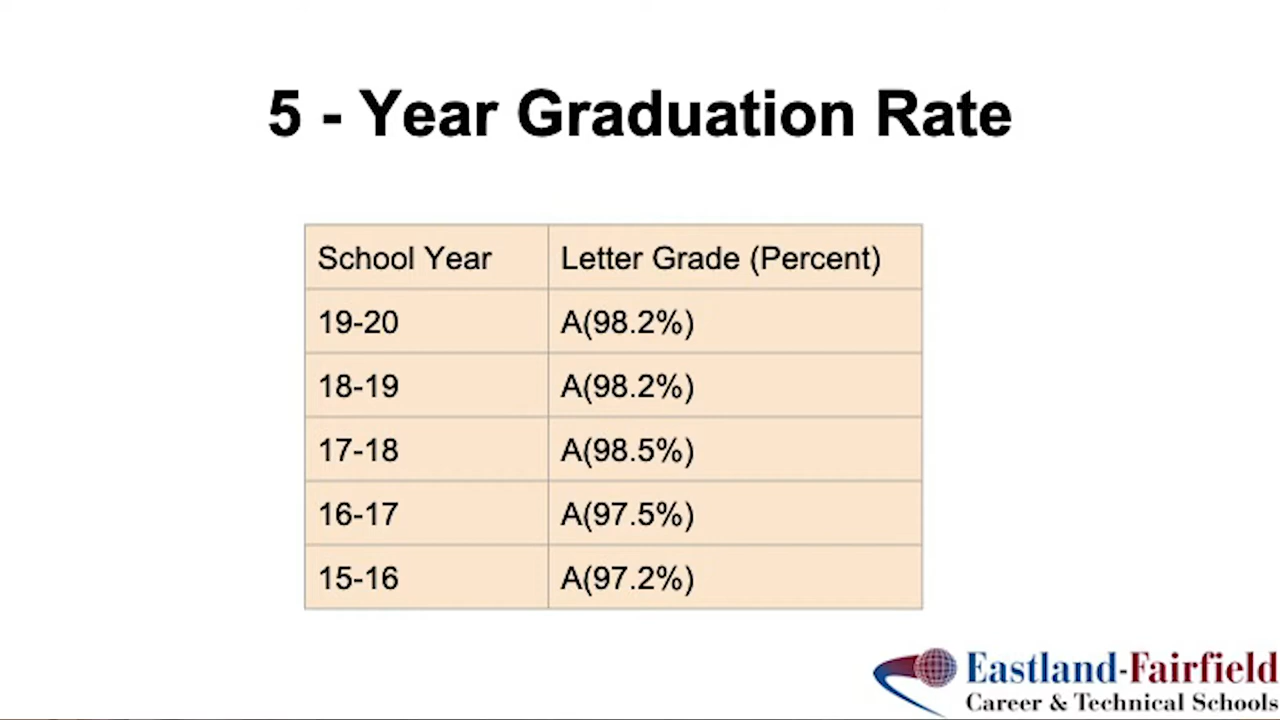 5 - Year Graduation Rate
School Year Letter Grade (Percent)
19-20 A(98.2%)
18-19 A(98.2%)
17-18 A(98.5%)
16-17 A(97.5%)
15-16 A(97.2%)
Eastland-Fairfield
Career & Technical Schools